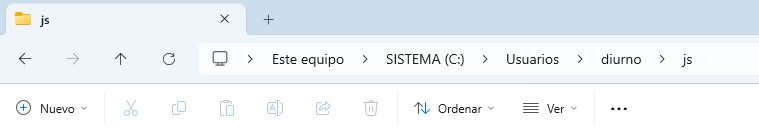 js
Este equipo SISTEMA (C:) Usuarios diurno js
Nuevo Ordenar Ver